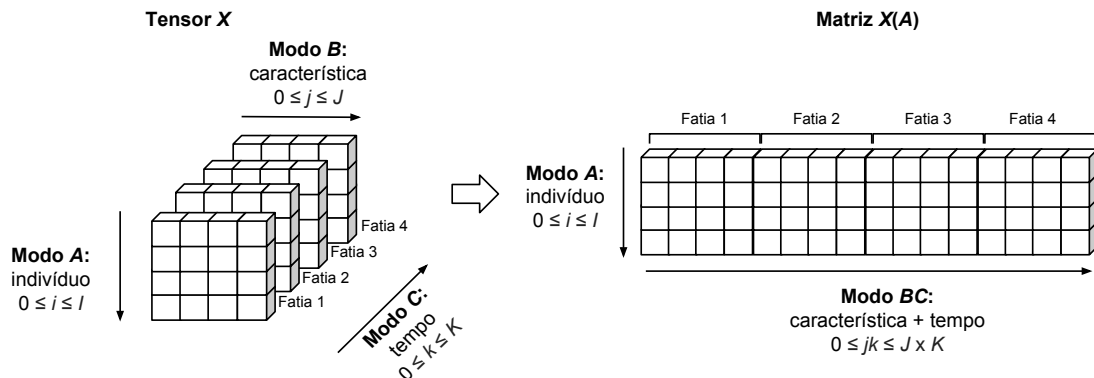 Tensor X
Modo B:
característica
0 ≤ j ≤ J
Modo A:
indivíduo
0 ≤ i ≤ I
Fatia 4
Fatia 3
Fatia 2
Fatia 1
Modo C:
tempo
0 ≤ k ≤ K
Matriz X(A)
Fatia 1 Fatia 2 Fatia 3 Fatia 4
Modo A:
indivíduo
0 ≤ i ≤ I
Modo BC:
característica + tempo
0 ≤ jk ≤ J x K